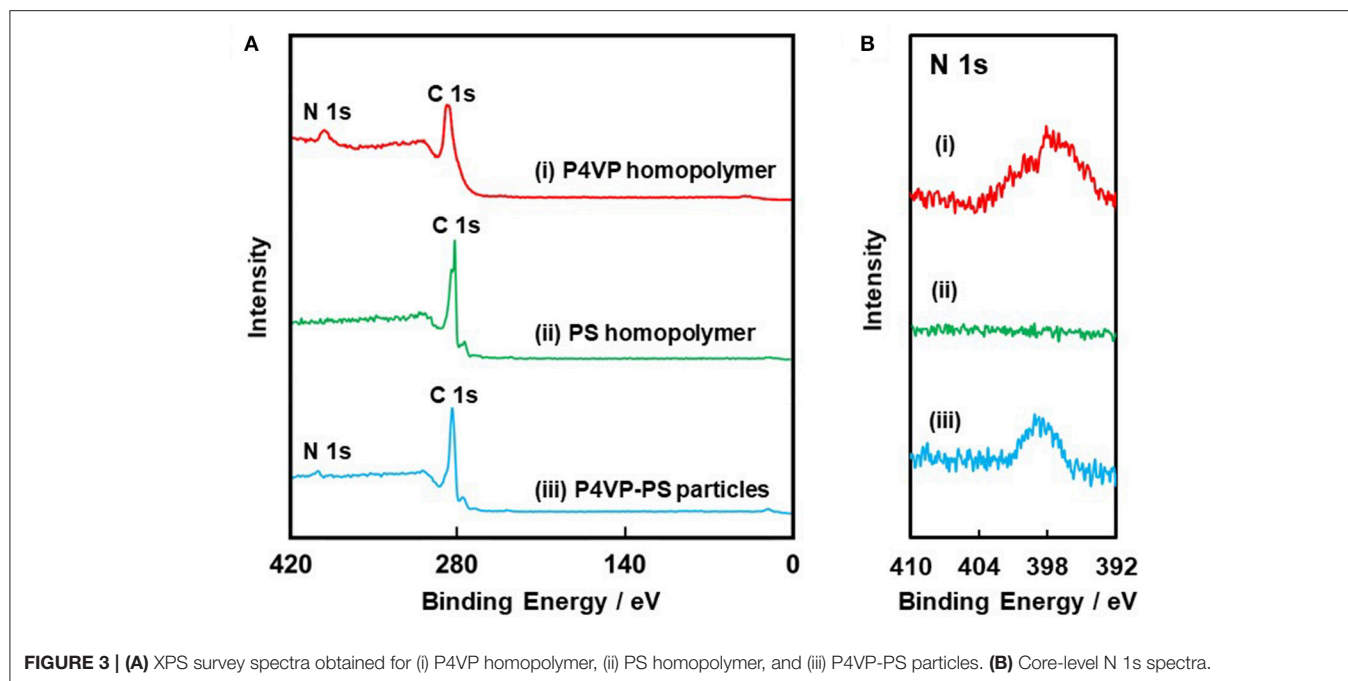 A
N 1s
C 1s
(i) P4VP homopolymer
C 1s
(ii) PS homopolymer
C 1s
N 1s
(iii) P4VP-PS particles
Intensity
420 280 140 0
Binding Energy / eV
B
N 1s
(i)
(ii)
(iii)
Intensity
410 404 398 392
Binding Energy / eV
FIGURE 3 | (A) XPS survey spectra obtained for (i) P4VP homopolymer, (ii) PS homopolymer, and (iii) P4VP-PS particles. (B) Core-level N 1s spectra.